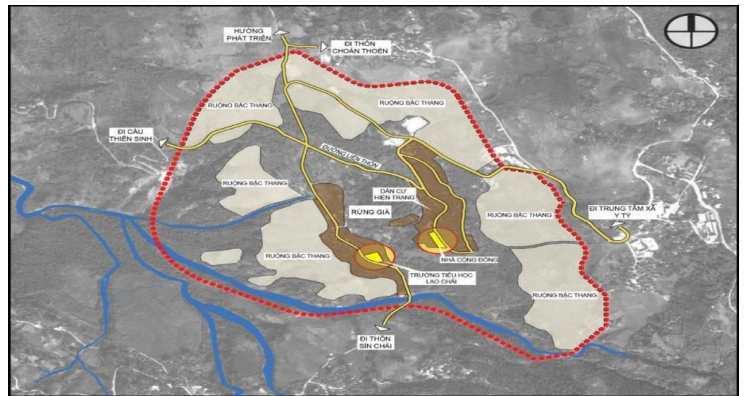 HƯỚNG
PHÁT TRIỂN
ĐI THÔN
CHOẢN THOÈN
RUỘNG BẬC THANG
RUỘNG BẬC THANG
ĐI CẦU
THIÊN SINH
ĐƯỜNG LIÊN THÔN
RUỘNG BẬC THANG
DÂN CƯ
HIỆN TRẠNG
RỪNG GIÀ
ĐI TRUNG TÂM XÃ
Y TÝ
RUỘNG BẬC THANG
RUỘNG BẬC THANG
NHÀ CỘNG ĐỒNG
TRƯỜNG TIỂU HỌC
LAO CHẢI
RUỘNG BẬC THANG
ĐI THÔN
SÍN CHẢI